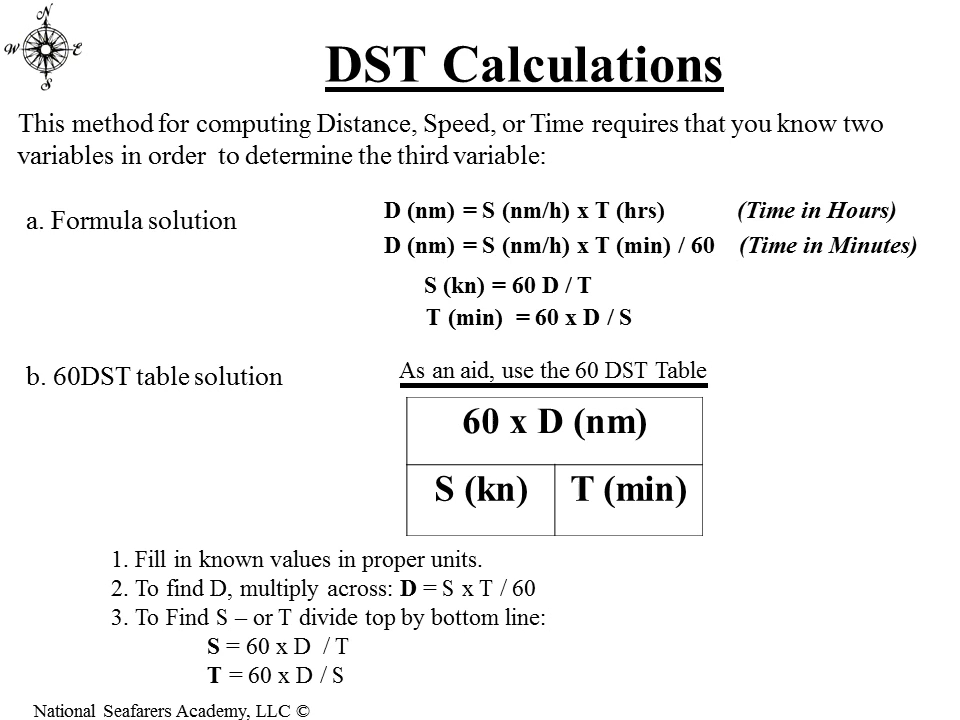 N
W E
S
DST Calculations
This method for computing Distance, Speed, or Time requires that you know two
variables in order to determine the third variable:
a. Formula solution
D (nm) = S (nm/h) x T (hrs) (Time in Hours)
D (nm) = S (nm/h) x T (min) / 60 (Time in Minutes)
S (kn) = 60 D / T
T (min) = 60 x D / S
b. 60DST table solution
As an aid, use the 60 DST Table
60 x D (nm)
S (kn) T (min)
1. Fill in known values in proper units.
2. To find D, multiply across: D = S x T / 60
3. To Find S – or T divide top by bottom line:
S = 60 x D / T
T = 60 x D / S
National Seafarers Academy, LLC ©